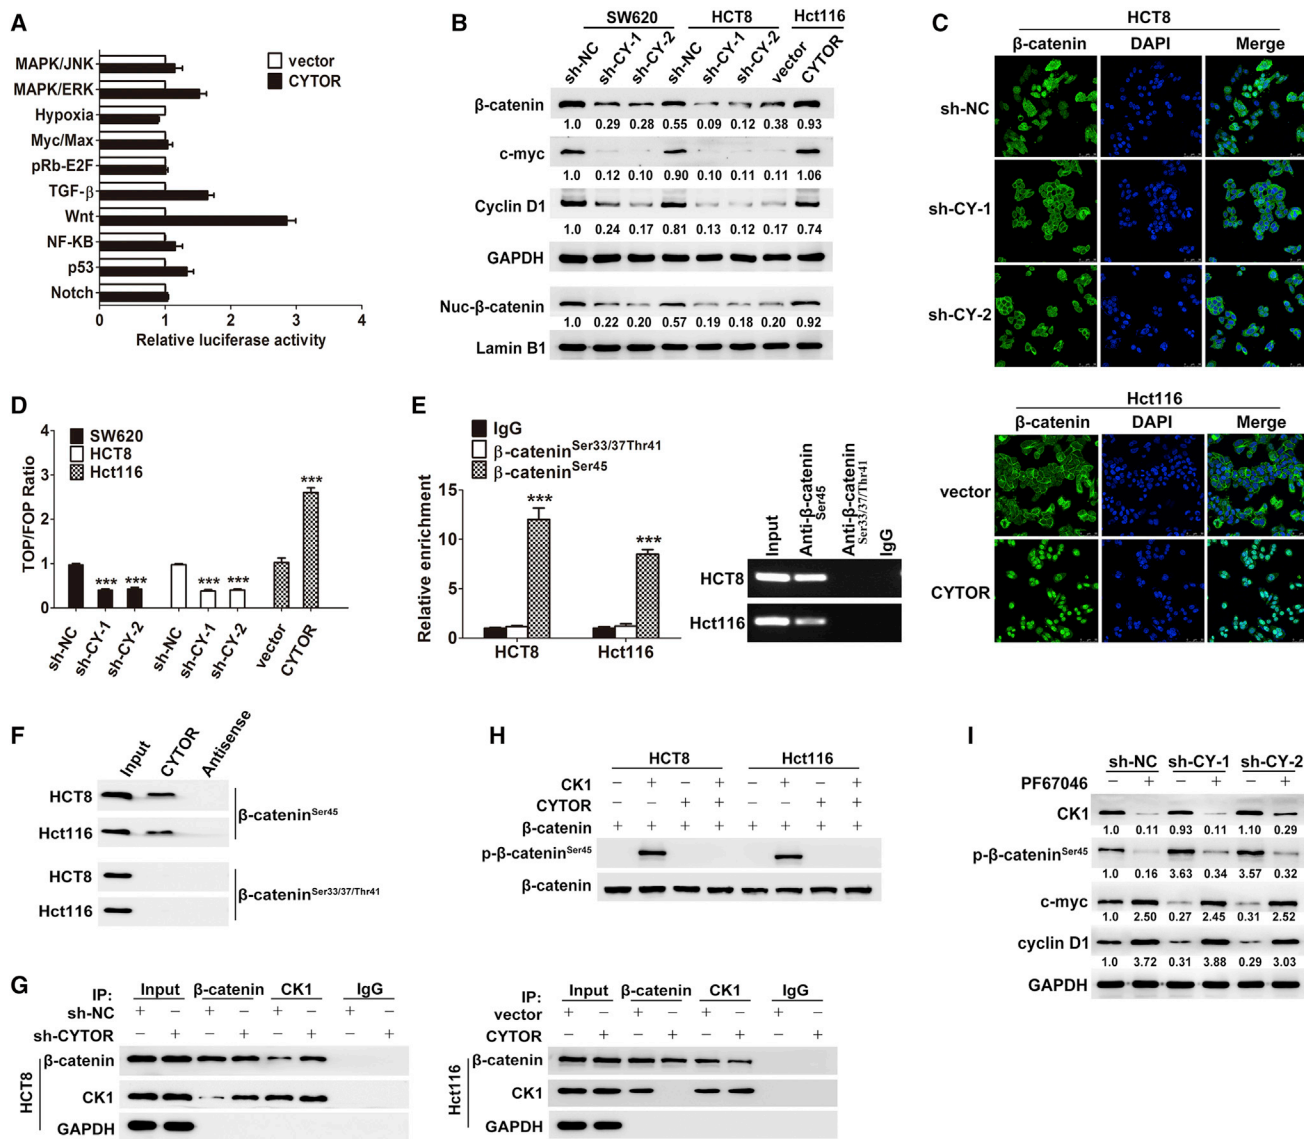 A
vector
CYTOR
MAPK/JNK
MAPK/ERK
Hypoxia
Myc/Max
pRb-E2F
TGF-β
Wnt
NF-KB
p53
Notch
0 1 2 3 4
Relative luciferase activity
B
SW620 HCT8 Hct116
sh-NC sh-CY-1 sh-CY-2 sh-NC sh-CY-1 sh-CY-2 vector CYTOR
β-catenin
1.0 0.29 0.28 0.55 0.09 0.12 0.38 0.93
c-myc
1.0 0.12 0.10 0.90 0.10 0.11 0.11 1.06
Cyclin D1
1.0 0.24 0.17 0.81 0.13 0.12 0.17 0.74
GAPDH
Nuc-β-catenin
1.0 0.22 0.20 0.57 0.19 0.18 0.20 0.92
Lamin B1
C
HCT8
β-catenin DAPI Merge
sh-NC
sh-CY-1
sh-CY-2
Hct116
β-catenin DAPI Merge
vector
CYTOR
D
SW620
HCT8
Hct116
TOP/FOP Ratio
4
2
1
0
*** *** *** *** ***
sh-NC sh-CY-1 sh-CY-2 sh-NC sh-CY-1 sh-CY-2 vector CYTOR
E
IgG
β-catenin Ser33/37Thr41
β-catenin Ser45
Relative enrichment
15
10
5
0
*** ***
HCT8 Hct116
Input Anti-β-catenin Ser45 Anti-β-catenin Ser33/37/Thr41 IgG
HCT8
Hct116
F
Input CYTOR Antisense
HCT8
Hct116
β-catenin Ser45
HCT8
Hct116
β-catenin Ser33/37/Thr41
G
IP: Input β-catenin CK1 IgG
sh-NC + − + − + − + −
sh-CYTOR − + − + − + − +
HCT8
β-catenin
CK1
GAPDH
IP: Input β-catenin CK1 IgG
vector + − + − + − + −
CYTOR − + − + − + − +
Hct116
β-catenin
CK1
GAPDH
H
HCT8 Hct116
CK1 − + − + − + − +
CYTOR − − + + − − + +
β-catenin + + + + + + + +
p-β-catenin Ser45
β-catenin
I
sh-NC sh-CY-1 sh-CY-2
PF67046 − + − + − +
CK1
1.0 0.11 0.93 0.11 1.10 0.29
p-β-catenin Ser45
1.0 0.16 3.63 0.34 3.57 0.32
c-myc
1.0 2.50 0.27 2.45 0.31 2.52
cyclin D1
1.0 3.72 0.31 3.88 0.29 3.03
GAPDH